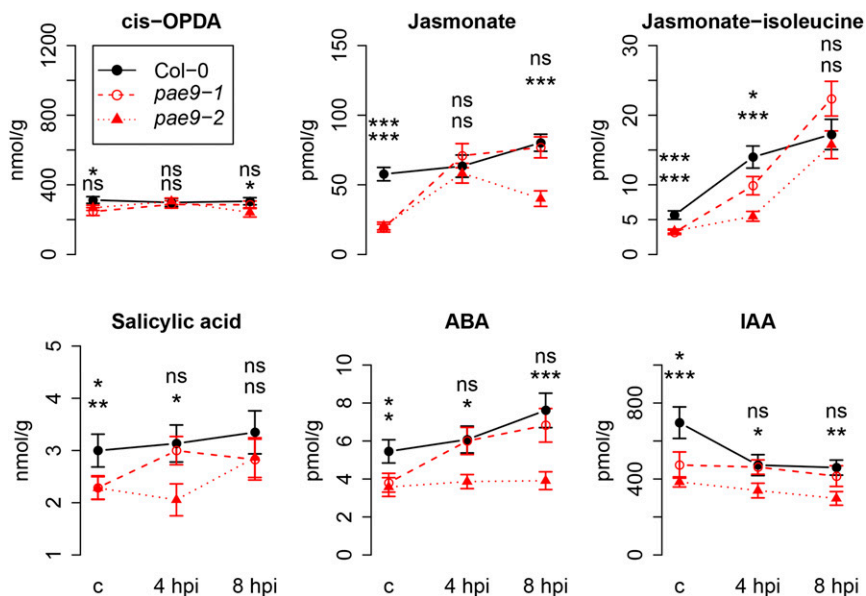 cis−OPDA
nmol/g
1200
800
400
0
Col−0
pae9−1
pae9−2
*
ns
ns
ns
ns
*
Jasmonate
pmol/g
150
100
50
0
***
***
ns
ns
ns
***
Jasmonate−isoleucine
pmol/g
30
20
10
5
0
***
***
*
***
ns
ns
Salicylic acid
nmol/g
5
4
3
2
1
*
**
ns
*
ns
ns
c
4 hpi
8 hpi
ABA
pmol/g
10
8
6
4
2
0
*
*
ns
*
ns
***
c
4 hpi
8 hpi
IAA
pmol/g
800
400
0
*
***
ns
*
ns
**
c
4 hpi
8 hpi